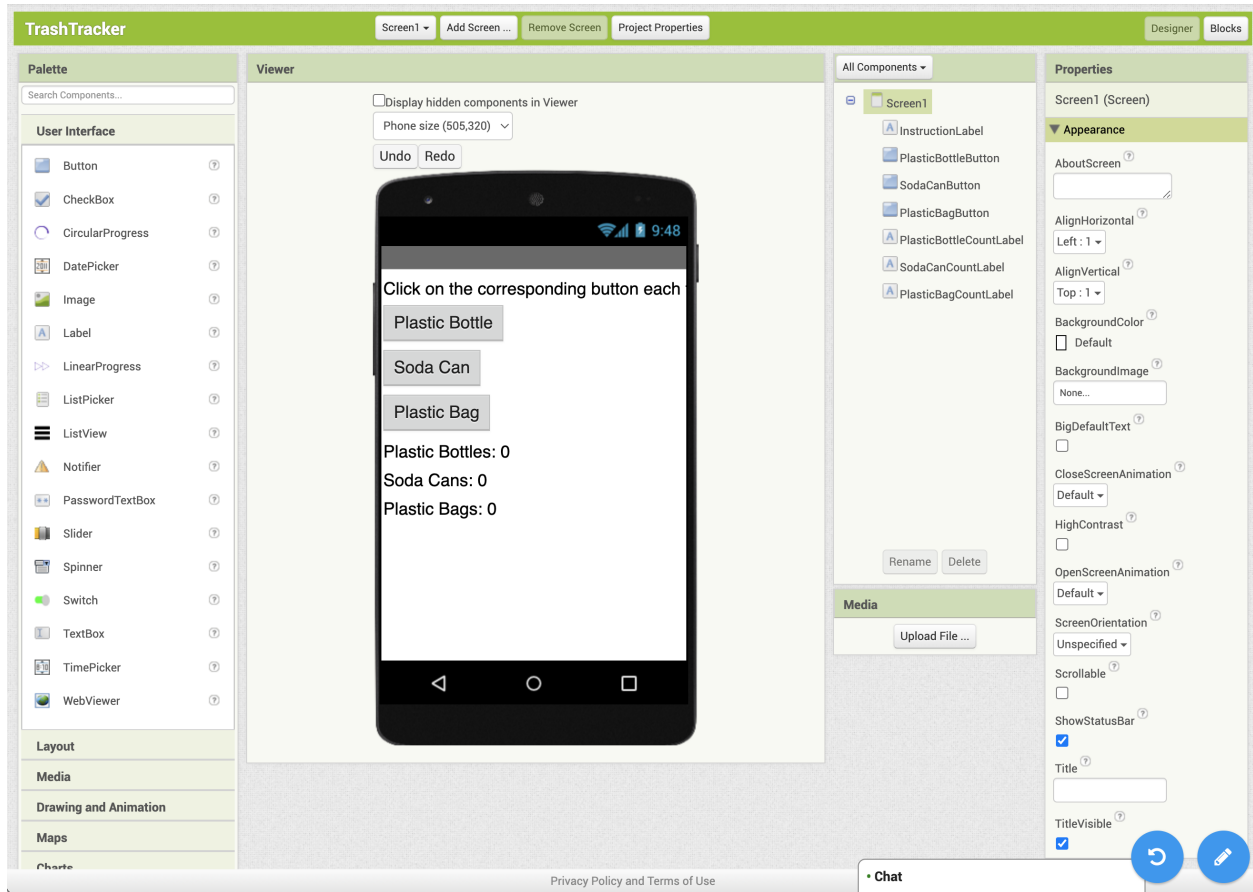 TrashTracker
Screen1
Add Screen ...
Remove Screen
Project Properties
Designer
Blocks
Palette
Search Components...
User Interface
Button
CheckBox
CircularProgress
DatePicker
Image
Label
LinearProgress
ListPicker
ListView
Notifier
PasswordTextBox
Slider
Spinner
Switch
TextBox
TimePicker
WebViewer
Layout
Media
Drawing and Animation
Maps
Charts
Viewer
Display hidden components in Viewer
Phone size (505,320)
Undo
Redo
9:48
Click on the corresponding button each
Plastic Bottle
Soda Can
Plastic Bag
Plastic Bottles: 0
Soda Cans: 0
Plastic Bags: 0
All Components
Screen1
InstructionLabel
PlasticBottleButton
SodaCanButton
PlasticBagButton
PlasticBottleCountLabel
SodaCanCountLabel
PlasticBagCountLabel
Rename
Delete
Media
Upload File ...
Properties
Screen1 (Screen)
Appearance
AboutScreen
AlignHorizontal
Left : 1
AlignVertical
Top : 1
BackgroundColor
Default
BackgroundImage
None...
BigDefaultText
CloseScreenAnimation
Default
HighContrast
OpenScreenAnimation
Default
ScreenOrientation
Unspecified
Scrollable
ShowStatusBar
Title
TitleVisible
Privacy Policy and Terms of Use
Chat